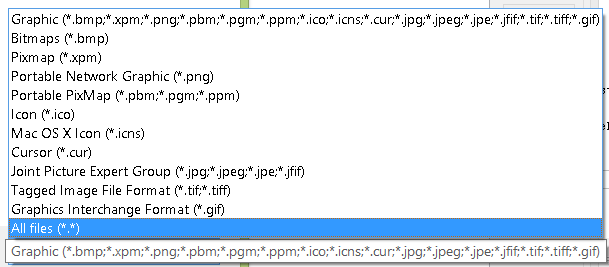 Graphic (*.bmp;*.xpm;*.png;*.pbm;*.pgm;*.ppm;*.ico;*.icns;*.cur;*.jpg;*.jpeg;*.jpe;*.jfif;*.tif;*.tiff;*.gif)
Bitmaps (*.bmp)
Pixmap (*.xpm)
Portable Network Graphic (*.png)
Portable PixMap (*.pbm;*.pgm;*.ppm)
Icon (*.ico)
Mac OS X Icon (*.icns)
Cursor (*.cur)
Joint Picture Expert Group (*.jpg;*.jpeg;*.jpe;*.jfif)
Tagged Image File Format (*.tif;*.tiff)
Graphics Interchange Format (*.gif)
All files (*.*)
Graphic (*.bmp;*.xpm;*.png;*.pbm;*.pgm;*.ppm;*.ico;*.icns;*.cur;*.jpg;*.jpeg;*.jpe;*.jfif;*.tif;*.tiff;*.gif)